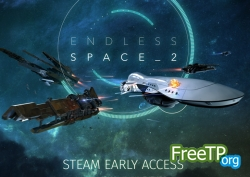 ENDLESS
SPACE_2
STEAM EARLY ACCESS
FreeTP.org